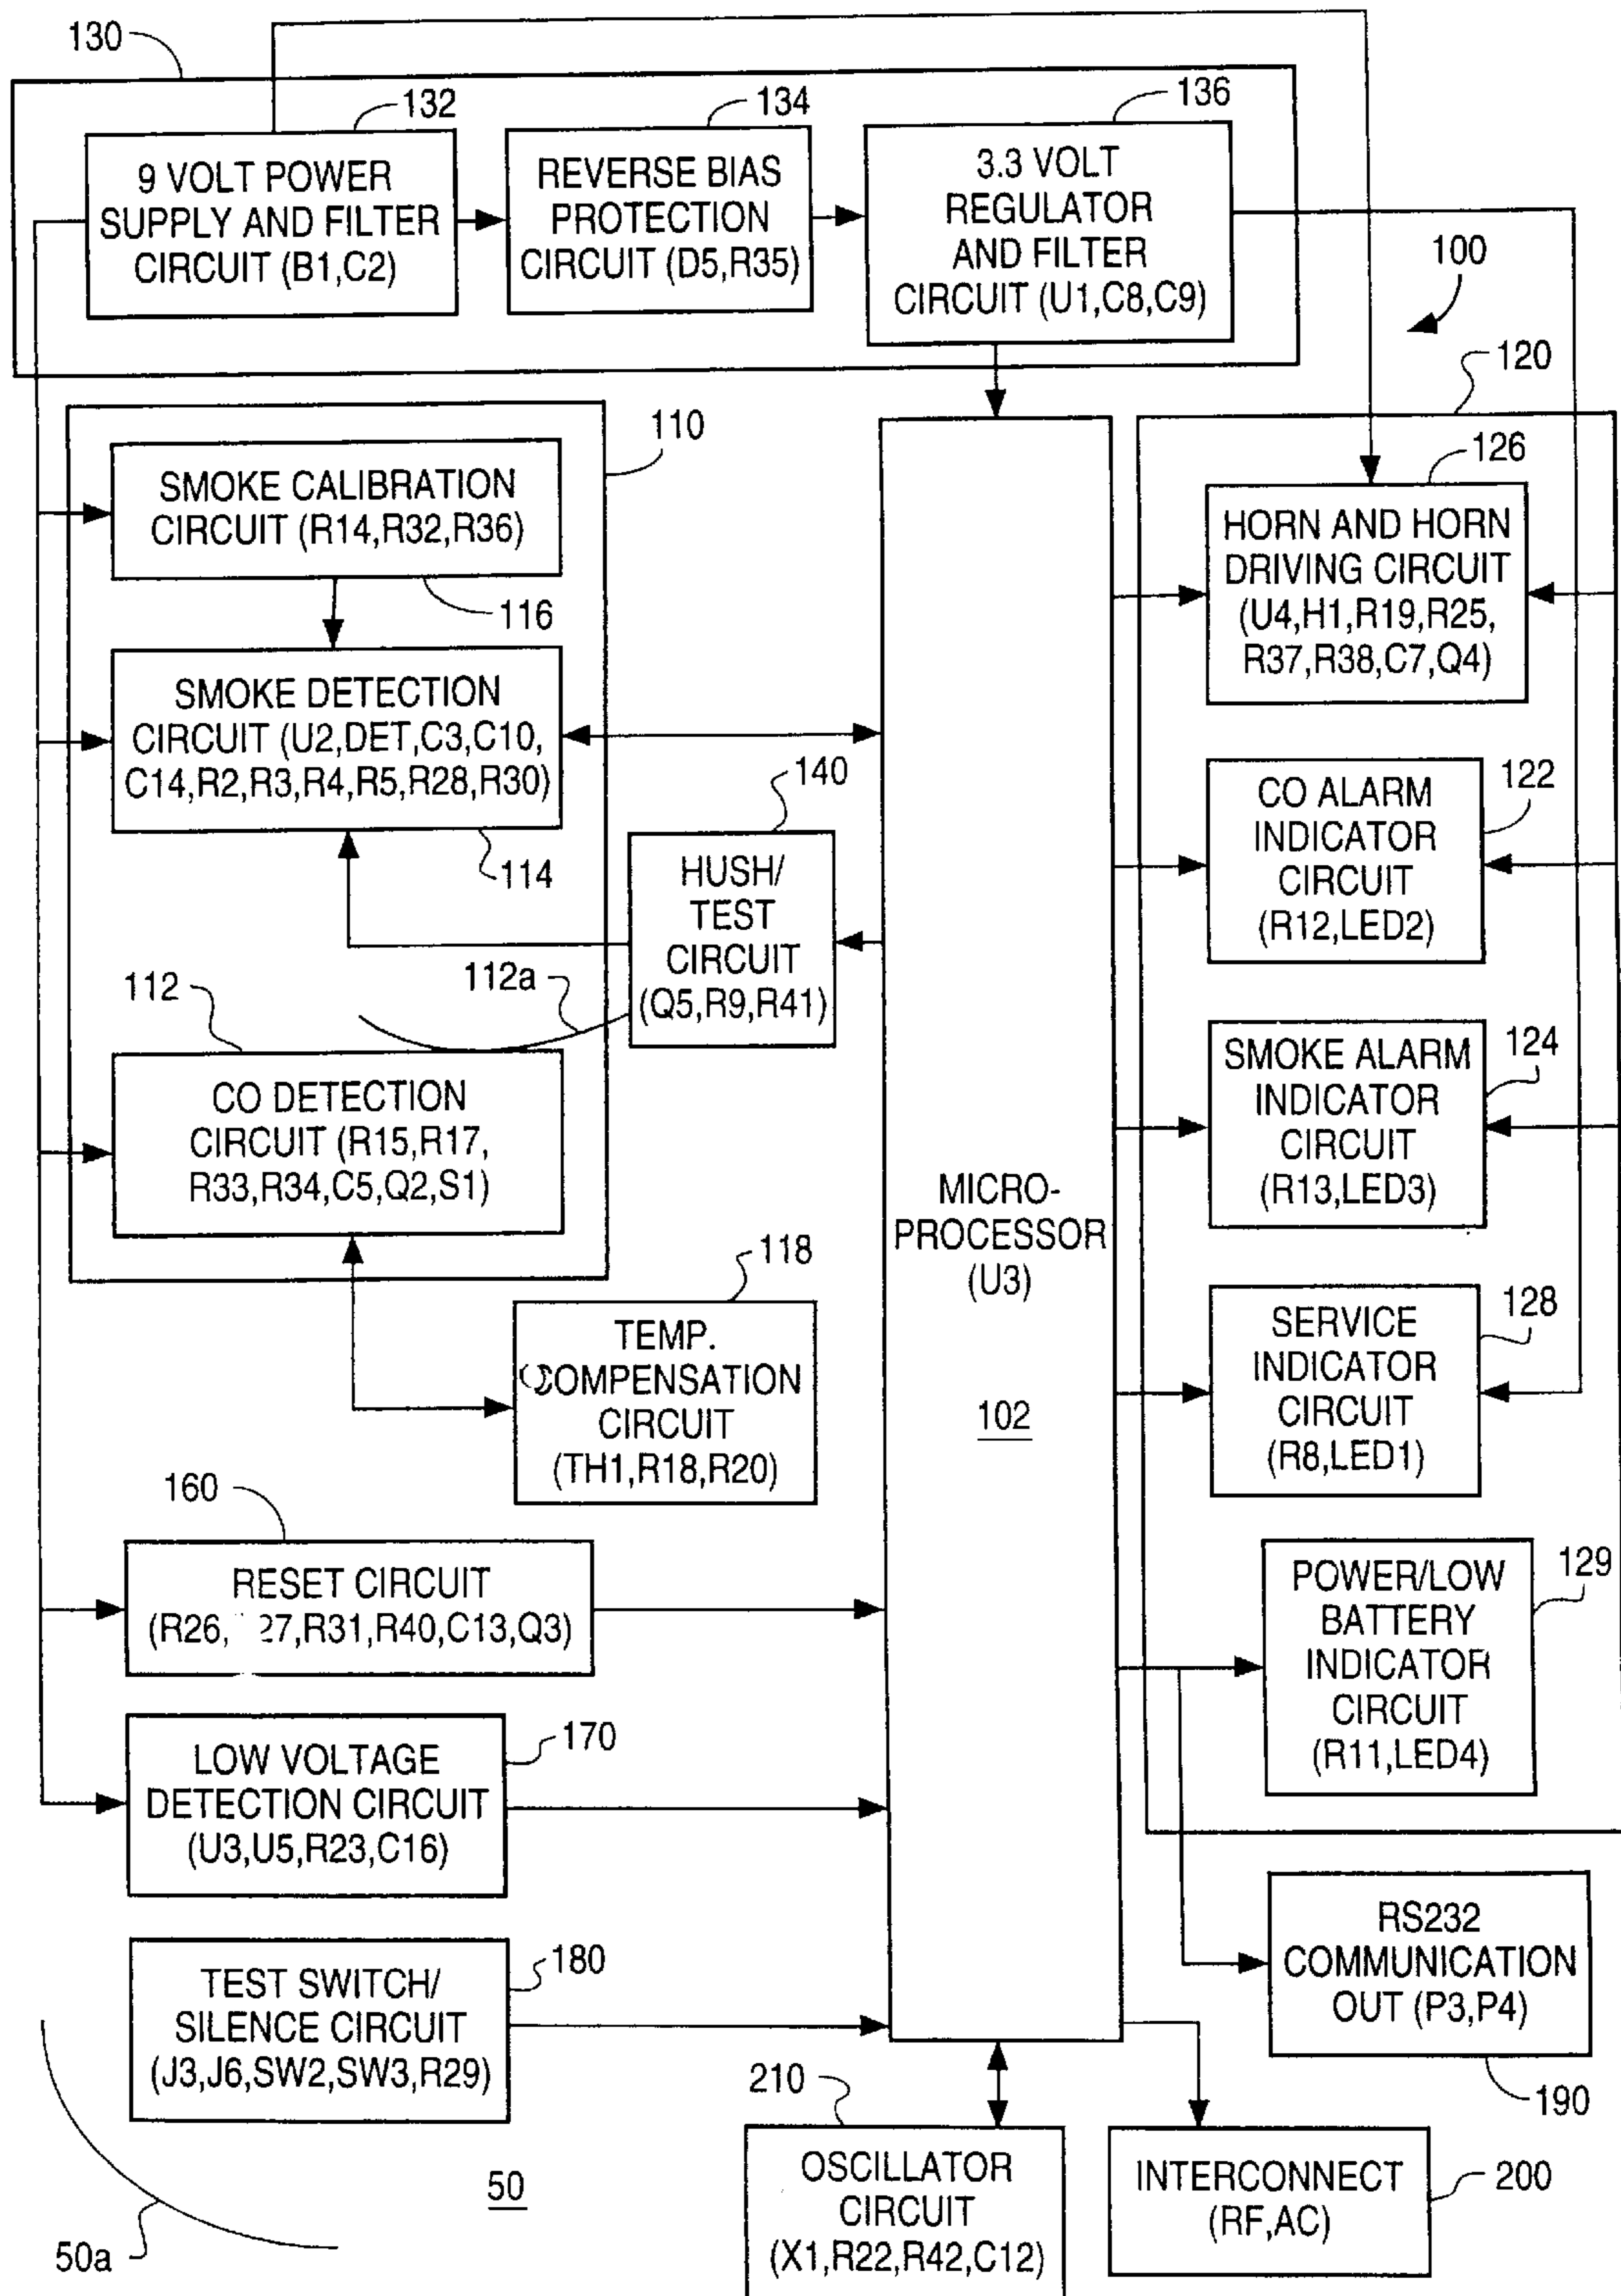 130
132
134
136
9 VOLT POWER
SUPPLY AND FILTER
CIRCUIT (B1,C2)
REVERSE BIAS
PROTECTION
CIRCUIT (D5,R35)
3.3 VOLT
REGULATOR
AND FILTER
CIRCUIT (U1,C8,C9)
100
120
110
SMOKE CALIBRATION
CIRCUIT (R14,R32,R36)
116
126
HORN AND HORN
DRIVING CIRCUIT
(U4,H1,R19,R25,
R37,R38,C7,Q4)
SMOKE DETECTION
CIRCUIT (U2,DET,C3,C10,
C14,R2,R3,R4,R5,R28,R30)
114
140
HUSH/
TEST
CIRCUIT
(Q5,R9,R41)
CO ALARM
INDICATOR
CIRCUIT
(R12,LED2)
122
112
112a
CO DETECTION
CIRCUIT (R15,R17,
R33,R34,C5,Q2,S1)
SMOKE ALARM
INDICATOR
CIRCUIT
(R13,LED3)
124
MICRO-
PROCESSOR
(U3)
102
118
TEMP.
COMPENSATION
CIRCUIT
(TH1,R18,R20)
SERVICE
INDICATOR
CIRCUIT
(R8,LED1)
128
160
RESET CIRCUIT
(R26, 27,R31,R40,C13,Q3)
POWER/LOW
BATTERY
INDICATOR
CIRCUIT
(R11,LED4)
129
LOW VOLTAGE
DETECTION CIRCUIT
(U3,U5,R23,C16)
170
TEST SWITCH/
SILENCE CIRCUIT
(J3,J6,SW2,SW3,R29)
180
RS232
COMMUNICATION
OUT (P3,P4)
190
210
OSCILLATOR
CIRCUIT
(X1,R22,R42,C12)
INTERCONNECT
(RF,AC)
200
50
50a